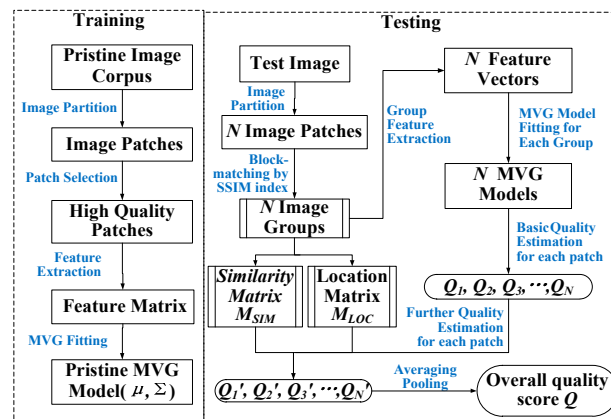 Training
Pristine Image
Corpus
Image Partition
Image Patches
Patch Selection
High Quality
Patches
Feature
Extraction
Feature Matrix
MVG Fitting
Pristine MVG
Model( μ, Σ)
Testing
Test Image
Image
Partition
N Image Patches
Block-
matching by
SSIM index
N Image
Groups
Similarity
Matrix
M_SIM
Location
Matrix
M_LOC
Group
Feature
Extraction
N Feature
Vectors
MVG Model
Fitting for
Each Group
N MVG
Models
Basic Quality
Estimation
for each patch
Q1, Q2, Q3, ⋯,QN
Further Quality
Estimation
for each patch
Q1', Q2', Q3', ⋯,QN'
Averaging
Pooling
Overall quality
score Q